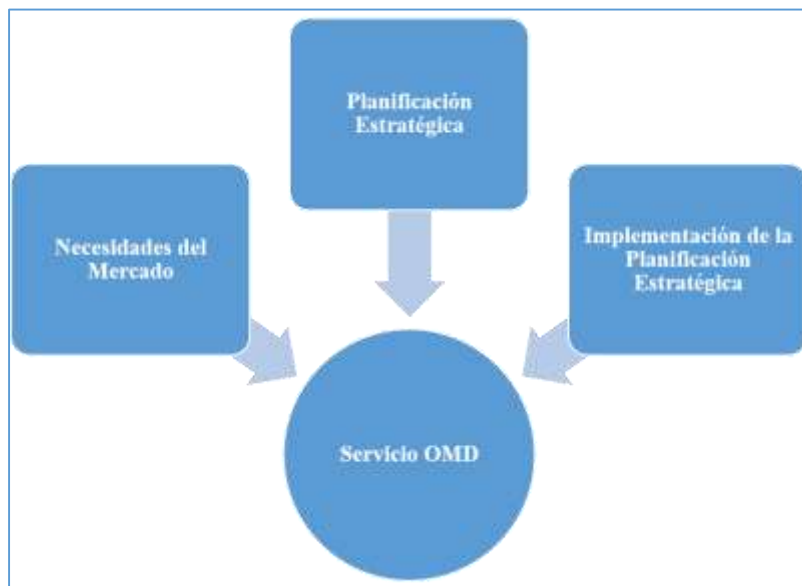 Planificación
Estratégica
Necesidades del
Mercado
Implementación de la
Planificación
Estratégica
Servicio OMD